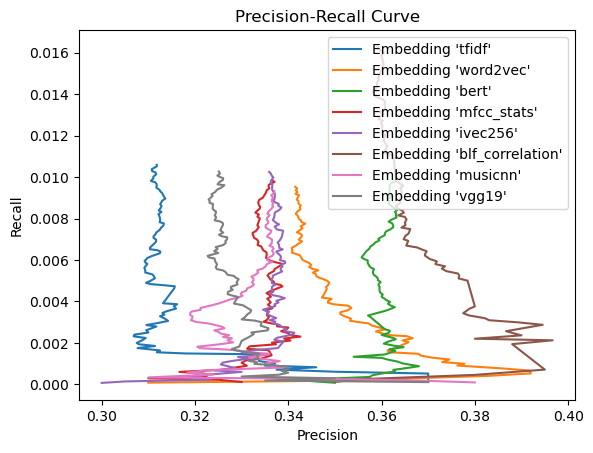 Precision-Recall Curve
0.016
0.014
0.012
0.010
0.008
0.006
0.004
0.002
0.000
Recall
Embedding 'tfidf'
Embedding 'word2vec'
Embedding 'bert'
Embedding 'mfcc_stats'
Embedding 'ivec256'
Embedding 'blf_correlation'
Embedding 'musicnn'
Embedding 'vgg19'
0.30 0.32 0.34 0.36 0.38 0.40
Precision